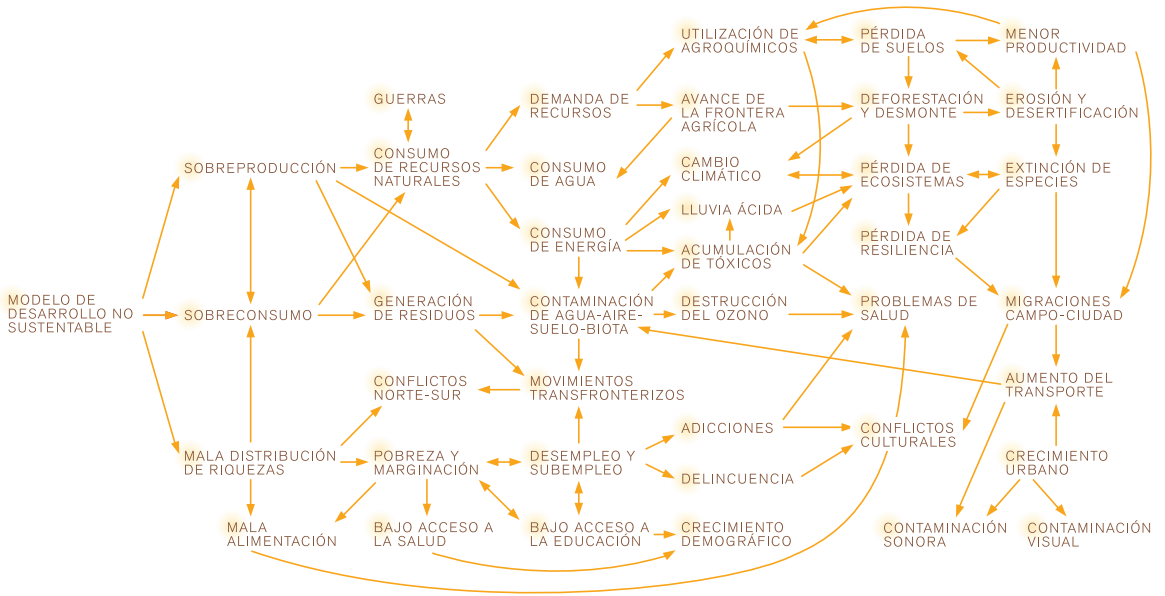 UTILIZACIÓN DE
AGROQUÍMICOS
PÉRDIDA
DE SUELOS
MENOR
PRODUCTIVIDAD
GUERRAS
DEMANDA DE
RECURSOS
AVANCE DE
LA FRONTERA
AGRÍCOLA
DEFORESTACIÓN
Y DESMONTE
EROSIÓN Y
DESERTIFICACIÓN
SOBREPRODUCCIÓN
CONSUMO
DE RECURSOS
NATURALES
CONSUMO
DE AGUA
CAMBIO
CLIMÁTICO
PÉRDIDA DE
ECOSISTEMAS
EXTINCIÓN DE
ESPECIES
LLUVIA ÁCIDA
CONSUMO
DE ENERGÍA
ACUMULACIÓN
DE TÓXICOS
PÉRDIDA DE
RESILIENCIA
MODELO DE
DESARROLLO NO
SUSTENTABLE
SOBRECONSUMO
GENERACIÓN
DE RESIDUOS
CONTAMINACIÓN
DE AGUA-AIRE-
SUELO-BIOTA
DESTRUCCIÓN
DEL OZONO
PROBLEMAS DE
SALUD
MIGRACIONES
CAMPO-CIUDAD
CONFLICTOS
NORTE-SUR
MOVIMIENTOS
TRANSFRONTERIZOS
AUMENTO DEL
TRANSPORTE
ADICCIONES
CONFLICTOS
CULTURALES
MALA DISTRIBUCIÓN
DE RIQUEZAS
POBREZA Y
MARGINACIÓN
DESEMPLEO Y
SUBEMPLEO
DELINCUENCIA
CRECIMIENTO
URBANO
MALA
ALIMENTACIÓN
BAJO ACCESO A
LA SALUD
BAJO ACCESO A
LA EDUCACIÓN
CRECIMIENTO
DEMOGRÁFICO
CONTAMINACIÓN
SONORA
CONTAMINACIÓN
VISUAL